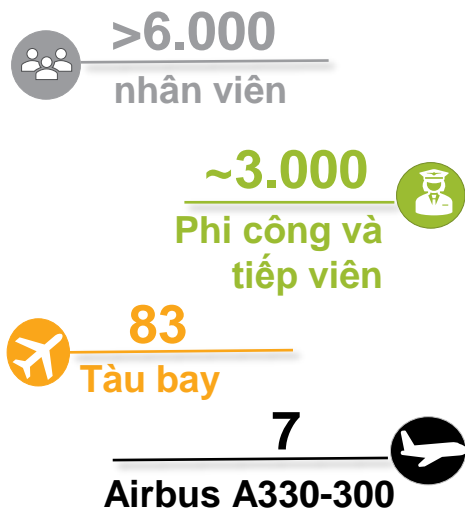 >6.000
nhân viên
~3.000
Phi công và
tiếp viên
83
Tàu bay
7
Airbus A330-300